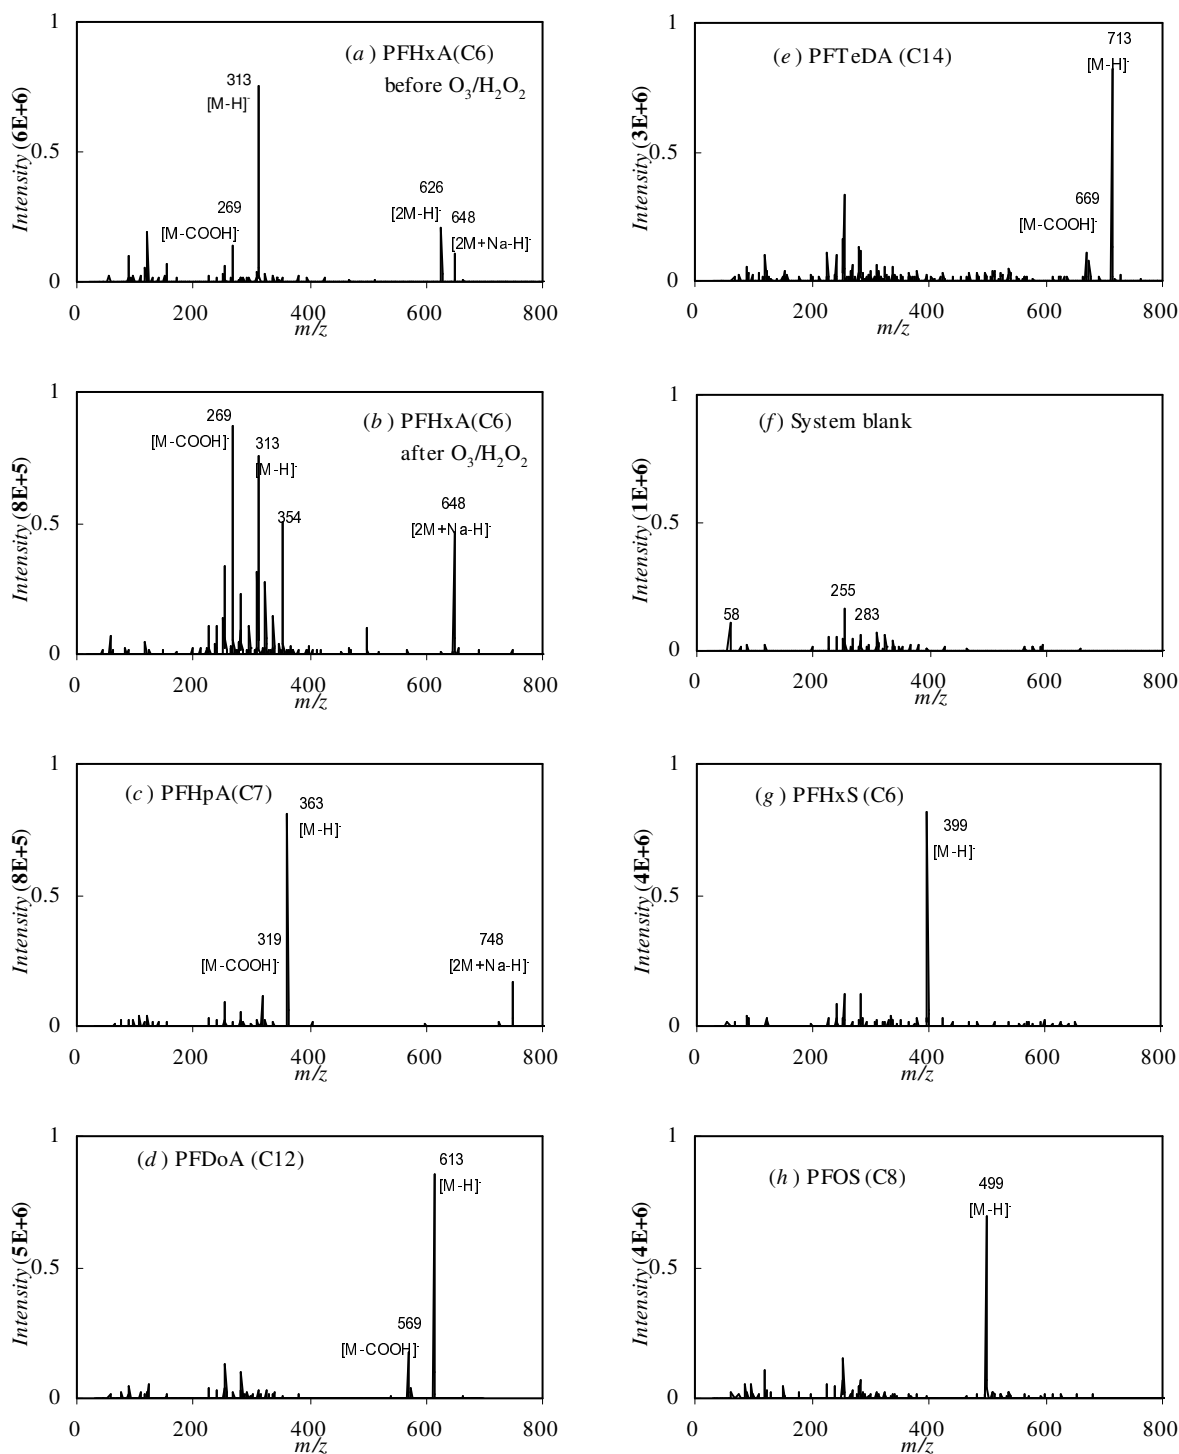 1
(a) PFHxA(C6)
before O3/H2O2
313
[M-H]-
0.5
626
[2M-H]-
648
[2M+Na-H]-
269
[M-COOH]-
0
0 200 400 600 800
m/z
Intensity (6E+6)
1
(e) PFTeDA (C14)
713
[M-H]-
0.5
669
[M-COOH]-
0
0 200 400 600 800
m/z
Intensity (3E+6)
1
269
[M-COOH]-
313
[M-H]-
(b) PFHxA(C6)
after O3/H2O2
354
648
[2M+Na-H]-
0.5
0
0 200 400 600 800
m/z
Intensity (8E+5)
1
(f) System blank
0.5
58
255
283
0
0 200 400 600 800
m/z
Intensity (1E+6)
1
(c) PFHpA(C7)
363
[M-H]-
0.5
319
[M-COOH]-
748
[2M+Na-H]-
0
0 200 400 600 800
m/z
Intensity (8E+5)
1
(g) PFHxS (C6)
399
[M-H]-
0.5
0
0 200 400 600 800
m/z
Intensity (4E+6)
1
(d) PFDoA (C12)
613
[M-H]-
0.5
569
[M-COOH]-
0
0 200 400 600 800
m/z
Intensity (5E+6)
1
(h) PFOS (C8)
499
[M-H]-
0.5
0
0 200 400 600 800
m/z
Intensity (4E+6)